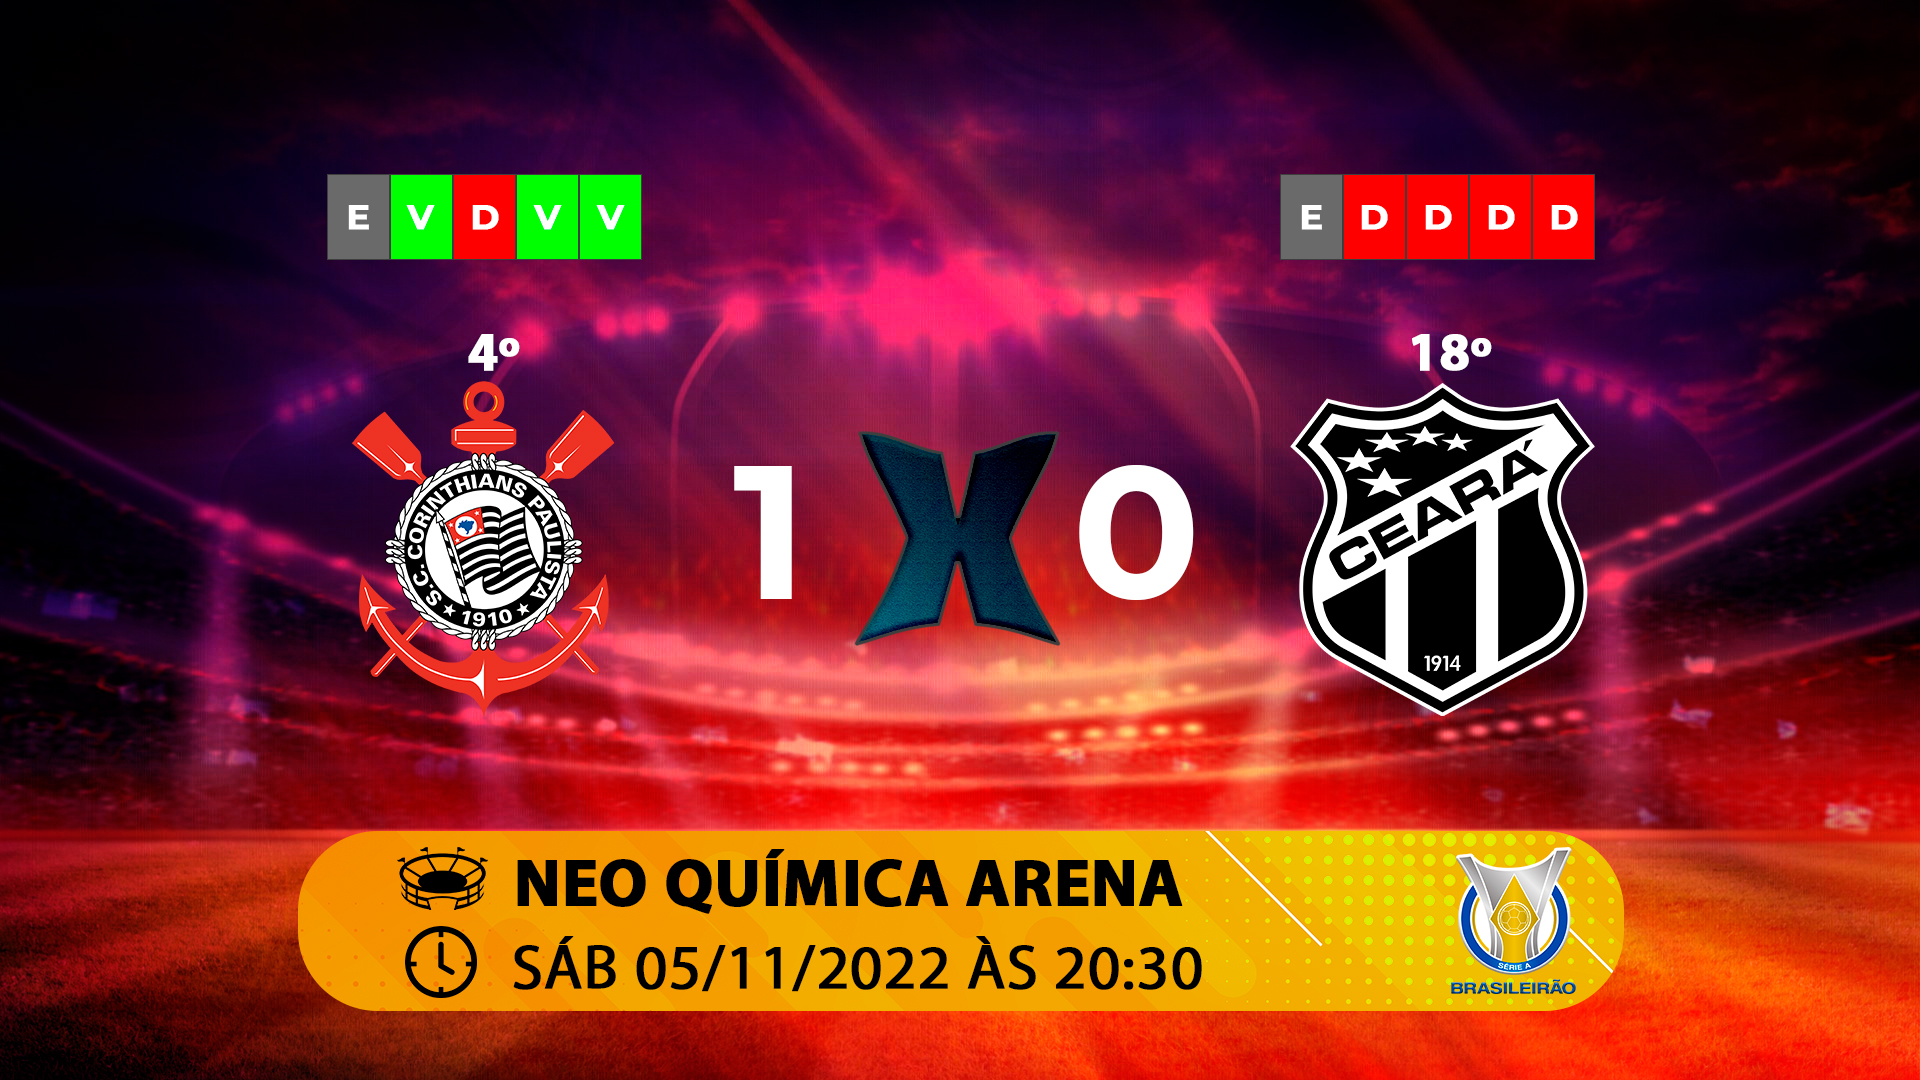 E V D V V
E D D D D
4º
18º
S.C. CORINTHIANS PAULISTA
1910
1 X 0
CEARÁ
1914
NEO QUÍMICA ARENA
SÁB 05/11/2022 ÀS 20:30
SÉRIE A
BRASILEIRÃO